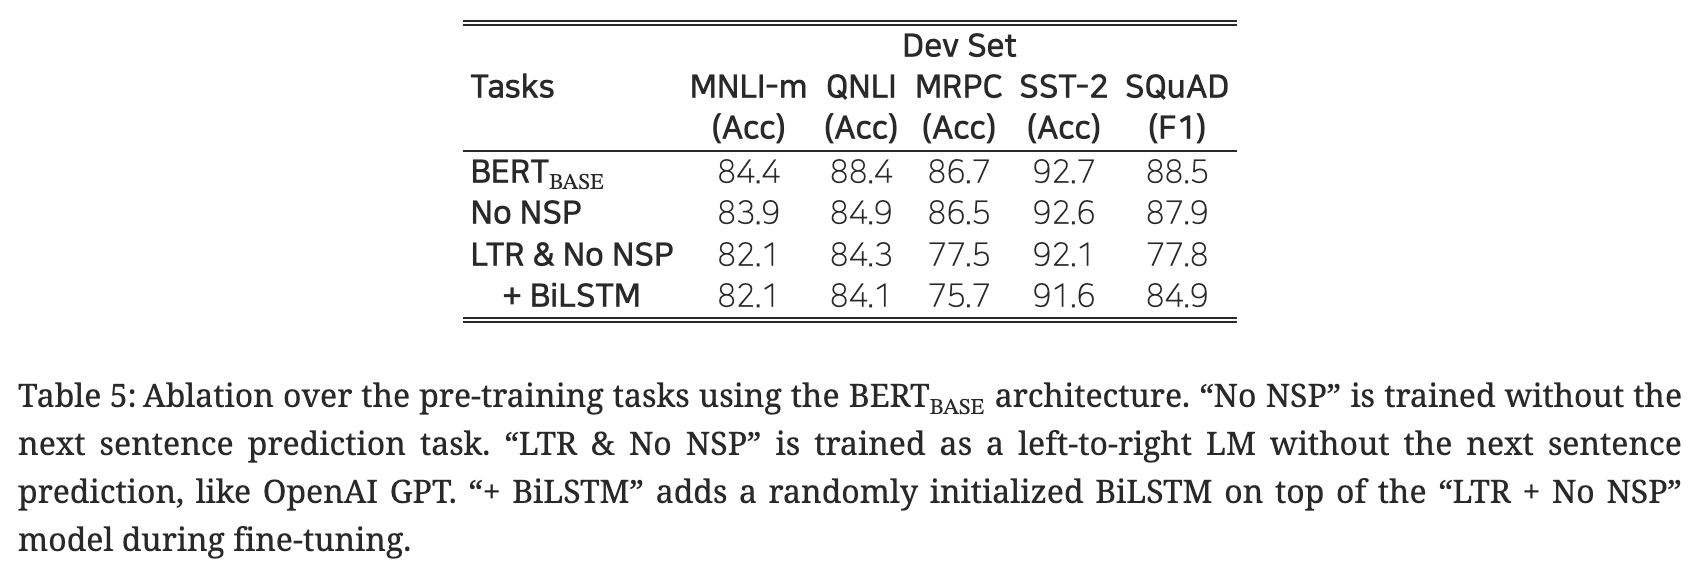 Dev Set
Tasks MNLI-m QNLI MRPC SST-2 SQuAD
(Acc) (Acc) (Acc) (Acc) (F1)
BERTBASE 84.4 88.4 86.7 92.7 88.5
No NSP 83.9 84.9 86.5 92.6 87.9
LTR & No NSP 82.1 84.3 77.5 92.1 77.8
+ BiLSTM 82.1 84.1 75.7 91.6 84.9
Table 5: Ablation over the pre-training tasks using the BERTBASE architecture. “No NSP” is trained without the
next sentence prediction task. “LTR & No NSP” is trained as a left-to-right LM without the next sentence
prediction, like OpenAI GPT. “+ BiLSTM” adds a randomly initialized BiLSTM on top of the “LTR + No NSP”
model during fine-tuning.